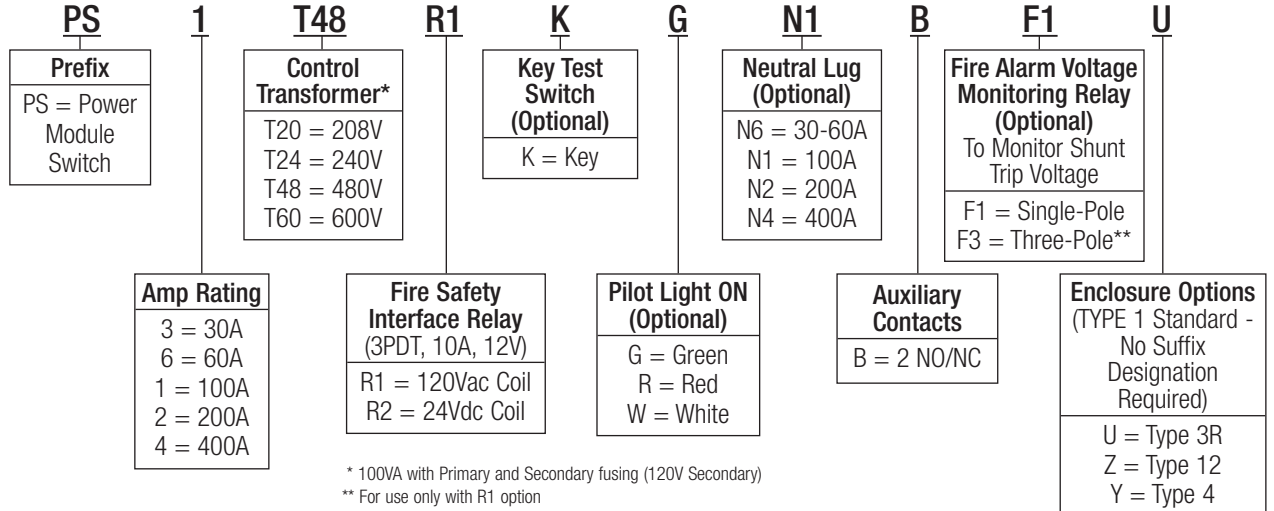 PS 1 T48 R1 K G N1 B F1 U
Prefix
PS = Power
Module
Switch
Control
Transformer*
T20 = 208V
T24 = 240V
T48 = 480V
T60 = 600V
Key Test
Switch
(Optional)
K = Key
Neutral Lug
(Optional)
N6 = 30-60A
N1 = 100A
N2 = 200A
N4 = 400A
Fire Alarm Voltage
Monitoring Relay
(Optional)
To Monitor Shunt
Trip Voltage
F1 = Single-Pole
F3 = Three-Pole**
Amp Rating
3 = 30A
6 = 60A
1 = 100A
2 = 200A
4 = 400A
Fire Safety
Interface Relay
(3PDT, 10A, 12V)
R1 = 120Vac Coil
R2 = 24Vdc Coil
Pilot Light ON
(Optional)
G = Green
R = Red
W = White
Auxiliary
Contacts
B = 2 NO/NC
Enclosure Options
(TYPE 1 Standard -
No Suffix
Designation
Required)
U = Type 3R
Z = Type 12
Y = Type 4
* 100VA with Primary and Secondary fusing (120V Secondary)
** For use only with R1 option